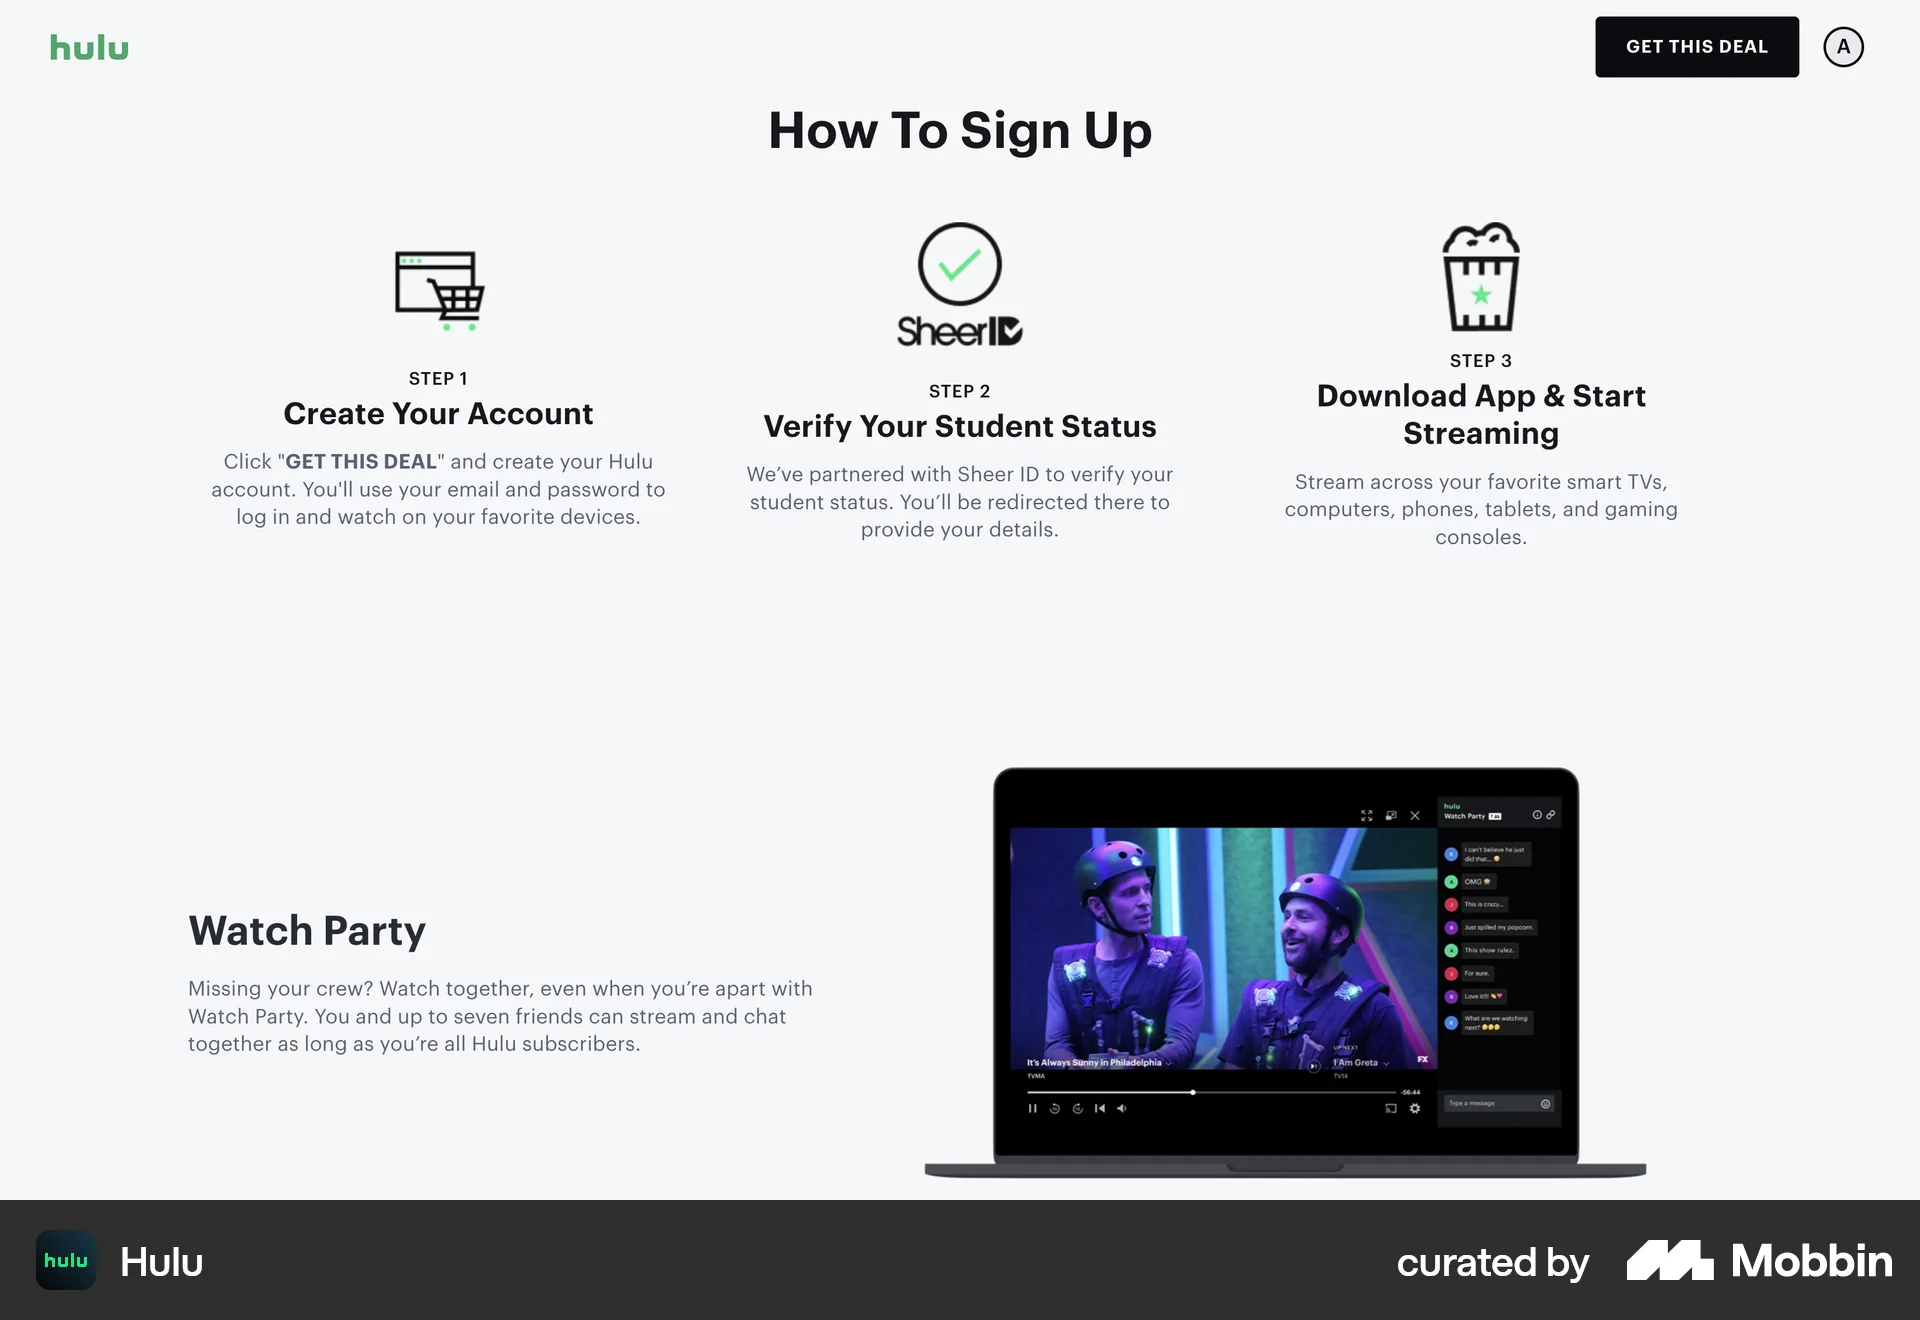 hulu
GET THIS DEAL
A
How To Sign Up
SheerID
STEP 1
Create Your Account
Click "GET THIS DEAL" and create your Hulu
account. You'll use your email and password to
log in and watch on your favorite devices.
STEP 2
Verify Your Student Status
We’ve partnered with Sheer ID to verify your
student status. You’ll be redirected there to
provide your details.
STEP 3
Download App & Start
Streaming
Stream across your favorite smart TVs,
computers, phones, tablets, and gaming
consoles.
Watch Party
Missing your crew? Watch together, even when you’re apart with
Watch Party. You and up to seven friends can stream and chat
together as long as you’re all Hulu subscribers.
It's Always Sunny in Philadelphia
TVMA
UP NEXT
I Am Greta
TV14
FX
-56:44
hulu
Watch Party
I can't believe he just
did that... 
OMG
This is crazy...
Just spilled my popcorn.
This show rulez.
For sure.
Love it!!!
What are we watching
next?
Type a message
hulu
Hulu
curated by
Mobbin